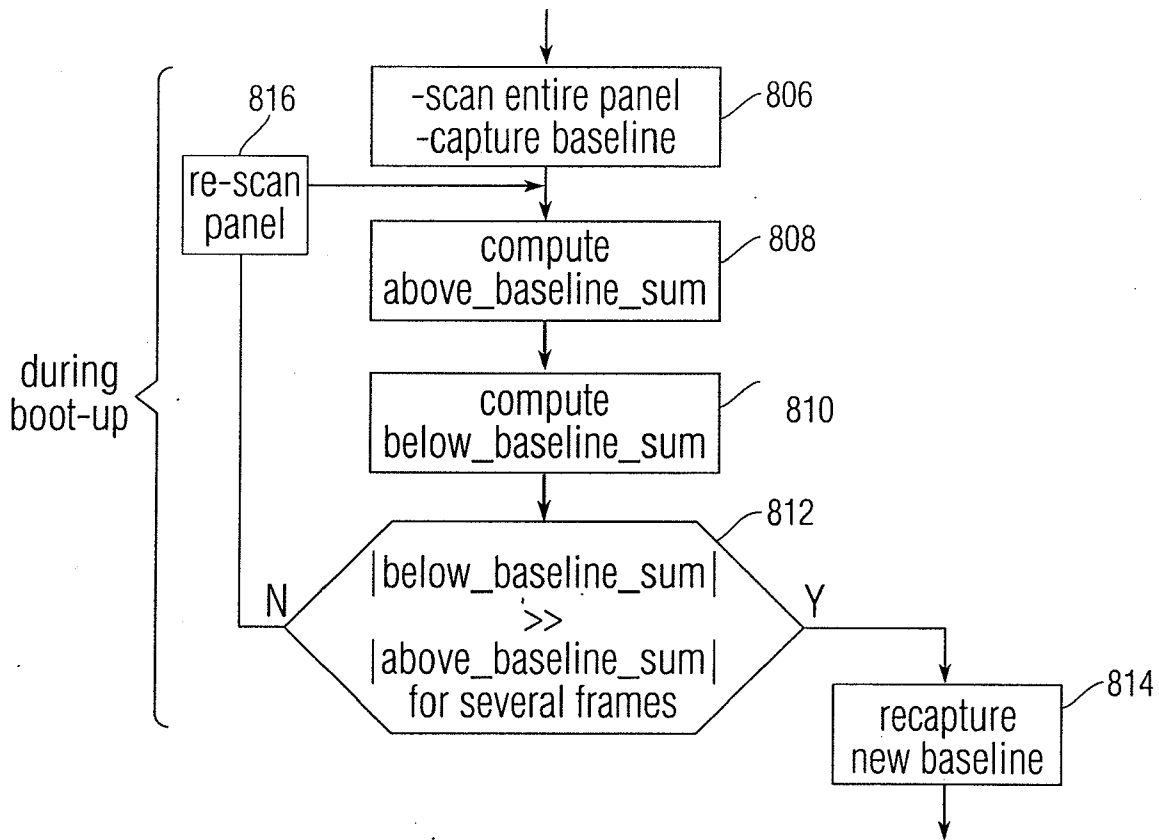 -scan entire panel
-capture baseline
806
816
re-scan
panel
compute
above_baseline_sum
808
during
boot-up
compute
below_baseline_sum
810
812
|below_baseline_sum|
>>
|above_baseline_sum|
for several frames
N
Y
recapture
new baseline
814